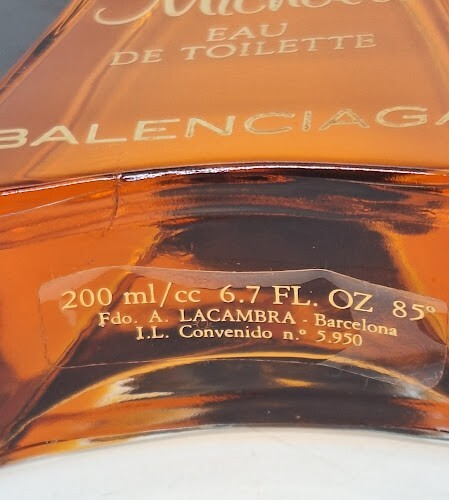 EAU
DE TOILETTE
BALENCIAGA
200 ml/cc 6.7 FL. OZ 85°
Fdo. A. LACAMBRA - Barcelona
I.L. Convenido n.º 5.950